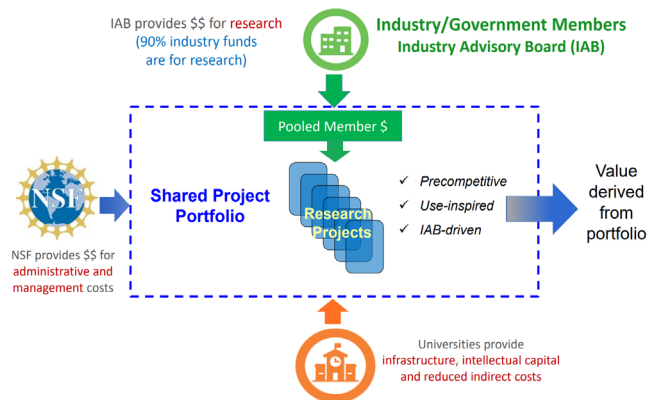 IAB provides $$ for research
(90% industry funds
are for research)
Industry/Government Members
Industry Advisory Board (IAB)
Pooled Member $
Shared Project
Portfolio
Research
Projects
✓ Precompetitive
✓ Use-inspired
✓ IAB-driven
Value
derived
from
portfolio
NSF
NSF provides $$ for
administrative and
management costs
Universities provide
infrastructure, intellectual capital
and reduced indirect costs